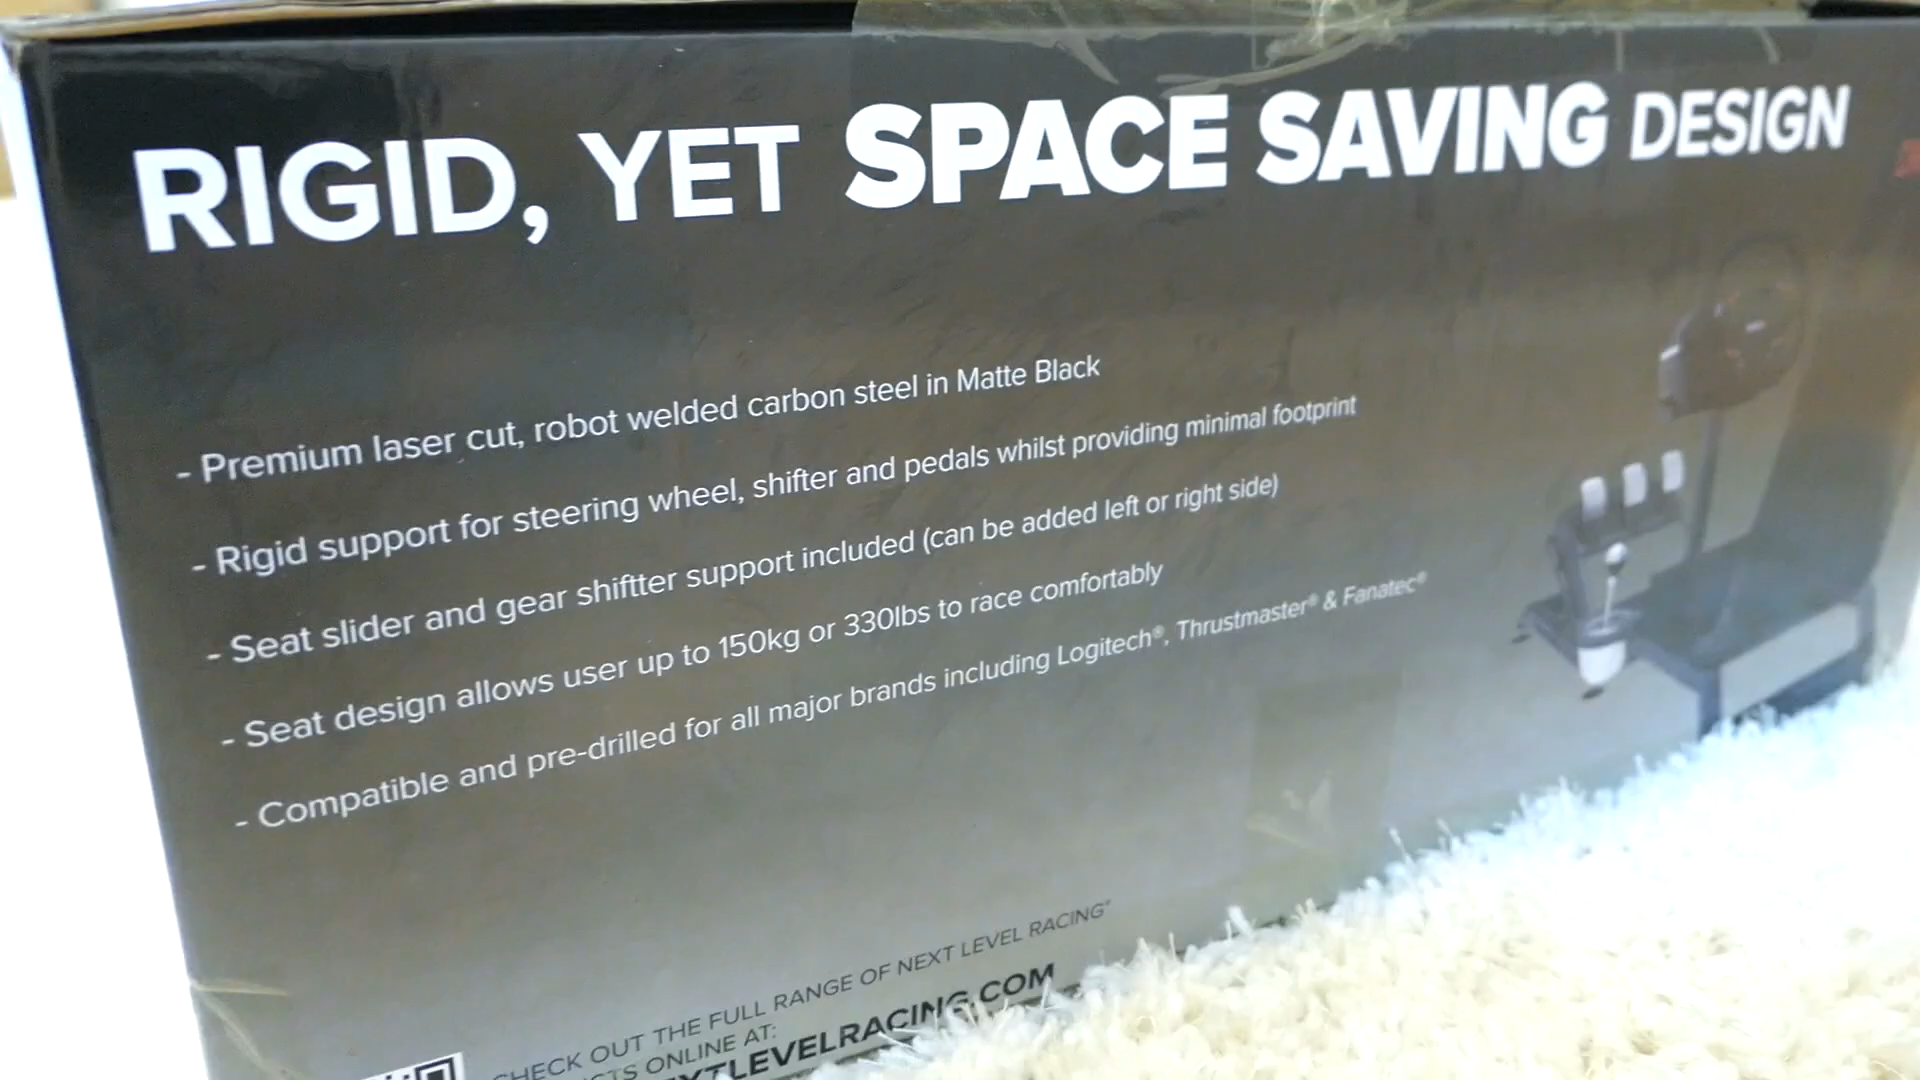 RIGID, YET SPACE SAVING DESIGN
- Premium laser cut, robot welded carbon steel in Matte Black
- Rigid support for steering wheel, shifter and pedals whilst providing minimal footprint
- Seat slider and gear shiftter support included (can be added left or right side)
- Seat design allows user up to 150kg or 330lbs to race comfortably
- Compatible and pre-drilled for all major brands including Logitech®, Thrustmaster® & Fanatec®
CHECK OUT THE FULL RANGE OF NEXT LEVEL RACING®
ONLINE AT: